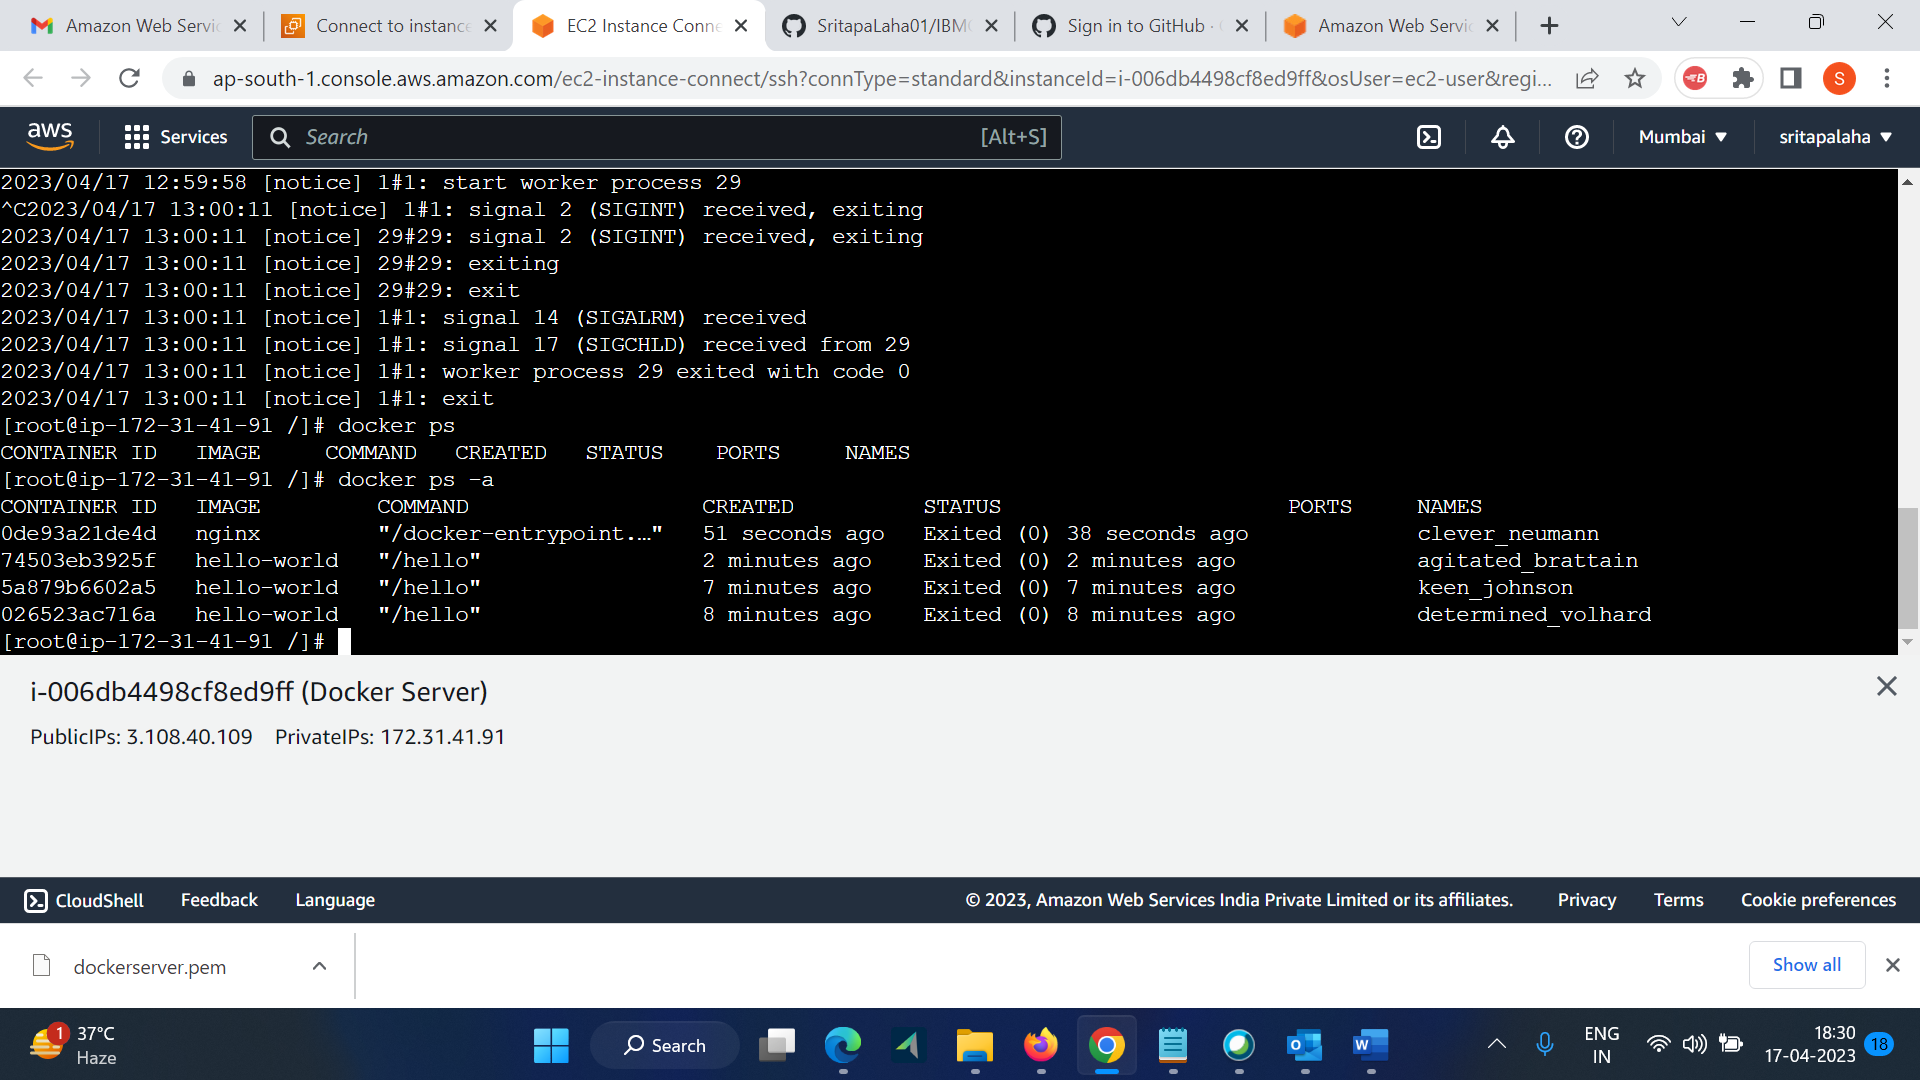 Amazon Web Servic
Connect to instance
EC2 Instance Conne
SritapaLaha01/IBM
Sign in to GitHub ·
Amazon Web Servic
ap-south-1.console.aws.amazon.com/ec2-instance-connect/ssh?connType=standard&instanceId=i-006db4498cf8ed9ff&osUser=ec2-user&regi...
B
S
aws
Services
Search
[Alt+S]
Mumbai
sritapalaha
2023/04/17 12:59:58 [notice] 1#1: start worker process 29
^C2023/04/17 13:00:11 [notice] 1#1: signal 2 (SIGINT) received, exiting
2023/04/17 13:00:11 [notice] 29#29: signal 2 (SIGINT) received, exiting
2023/04/17 13:00:11 [notice] 29#29: exiting
2023/04/17 13:00:11 [notice] 29#29: exit
2023/04/17 13:00:11 [notice] 1#1: signal 14 (SIGALRM) received
2023/04/17 13:00:11 [notice] 1#1: signal 17 (SIGCHLD) received from 29
2023/04/17 13:00:11 [notice] 1#1: worker process 29 exited with code 0
2023/04/17 13:00:11 [notice] 1#1: exit
[root@ip-172-31-41-91 /]# docker ps
CONTAINER ID   IMAGE     COMMAND   CREATED   STATUS    PORTS     NAMES
[root@ip-172-31-41-91 /]# docker ps -a
CONTAINER ID   IMAGE         COMMAND                  CREATED          STATUS                      PORTS     NAMES
0de93a21de4d   nginx         "/docker-entrypoint.…"   51 seconds ago   Exited (0) 38 seconds ago             clever_neumann
74503eb3925f   hello-world   "/hello"                 2 minutes ago    Exited (0) 2 minutes ago              agitated_brattain
5a879b6602a5   hello-world   "/hello"                 7 minutes ago    Exited (0) 7 minutes ago              keen_johnson
026523ac716a   hello-world   "/hello"                 8 minutes ago    Exited (0) 8 minutes ago              determined_volhard
[root@ip-172-31-41-91 /]#
i-006db4498cf8ed9ff (Docker Server)
PublicIPs: 3.108.40.109    PrivateIPs: 172.31.41.91
CloudShell
Feedback
Language
© 2023, Amazon Web Services India Private Limited or its affiliates.
Privacy
Terms
Cookie preferences
dockerserver.pem
Show all
1
37°C
Haze
Search
ENG
IN
18:30
17-04-2023
18